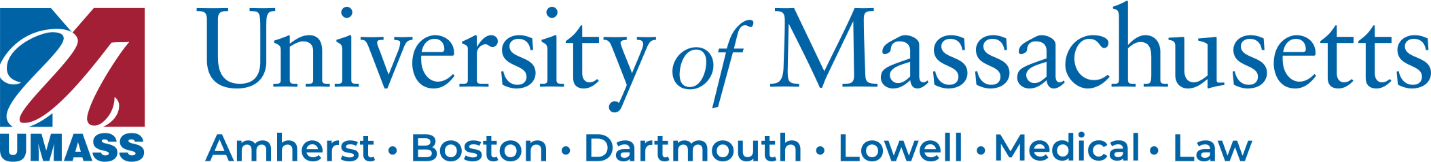 University of Massachusetts
UMASS
Amherst • Boston • Dartmouth • Lowell • Medical • Law